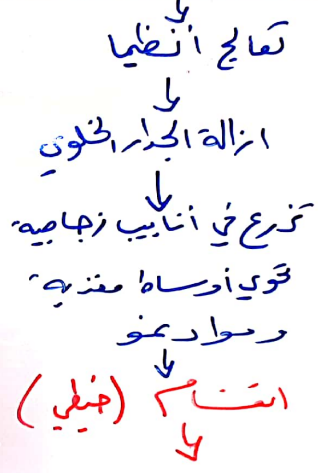 تعالج انظيما
ازالة الجدار الخلوي
تزرع في أنابيب زجاجية
تحوي أوساط مغذية
ومواد نمو
انقسام (خيطي)